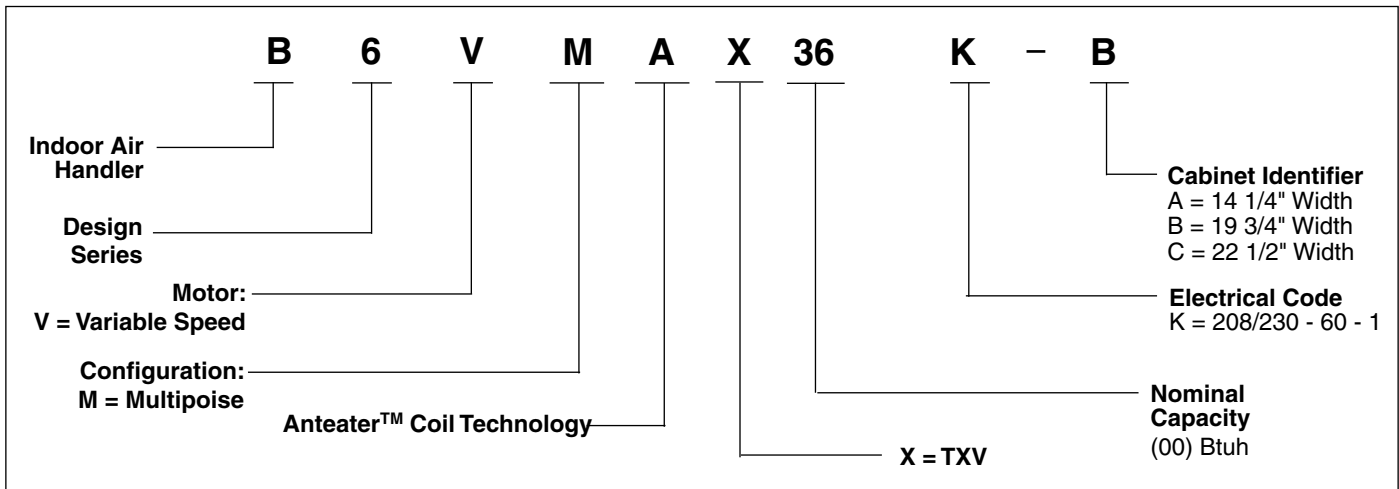 B 6 V M A X 36 K – B
Indoor Air
Handler
Design
Series
Motor:
V = Variable Speed
Configuration:
M = Multipoise
Anteater™ Coil Technology
X = TXV
Nominal
Capacity
(00) Btuh
Electrical Code
K = 208/230 - 60 - 1
Cabinet Identifier
A = 14 1/4" Width
B = 19 3/4" Width
C = 22 1/2" Width